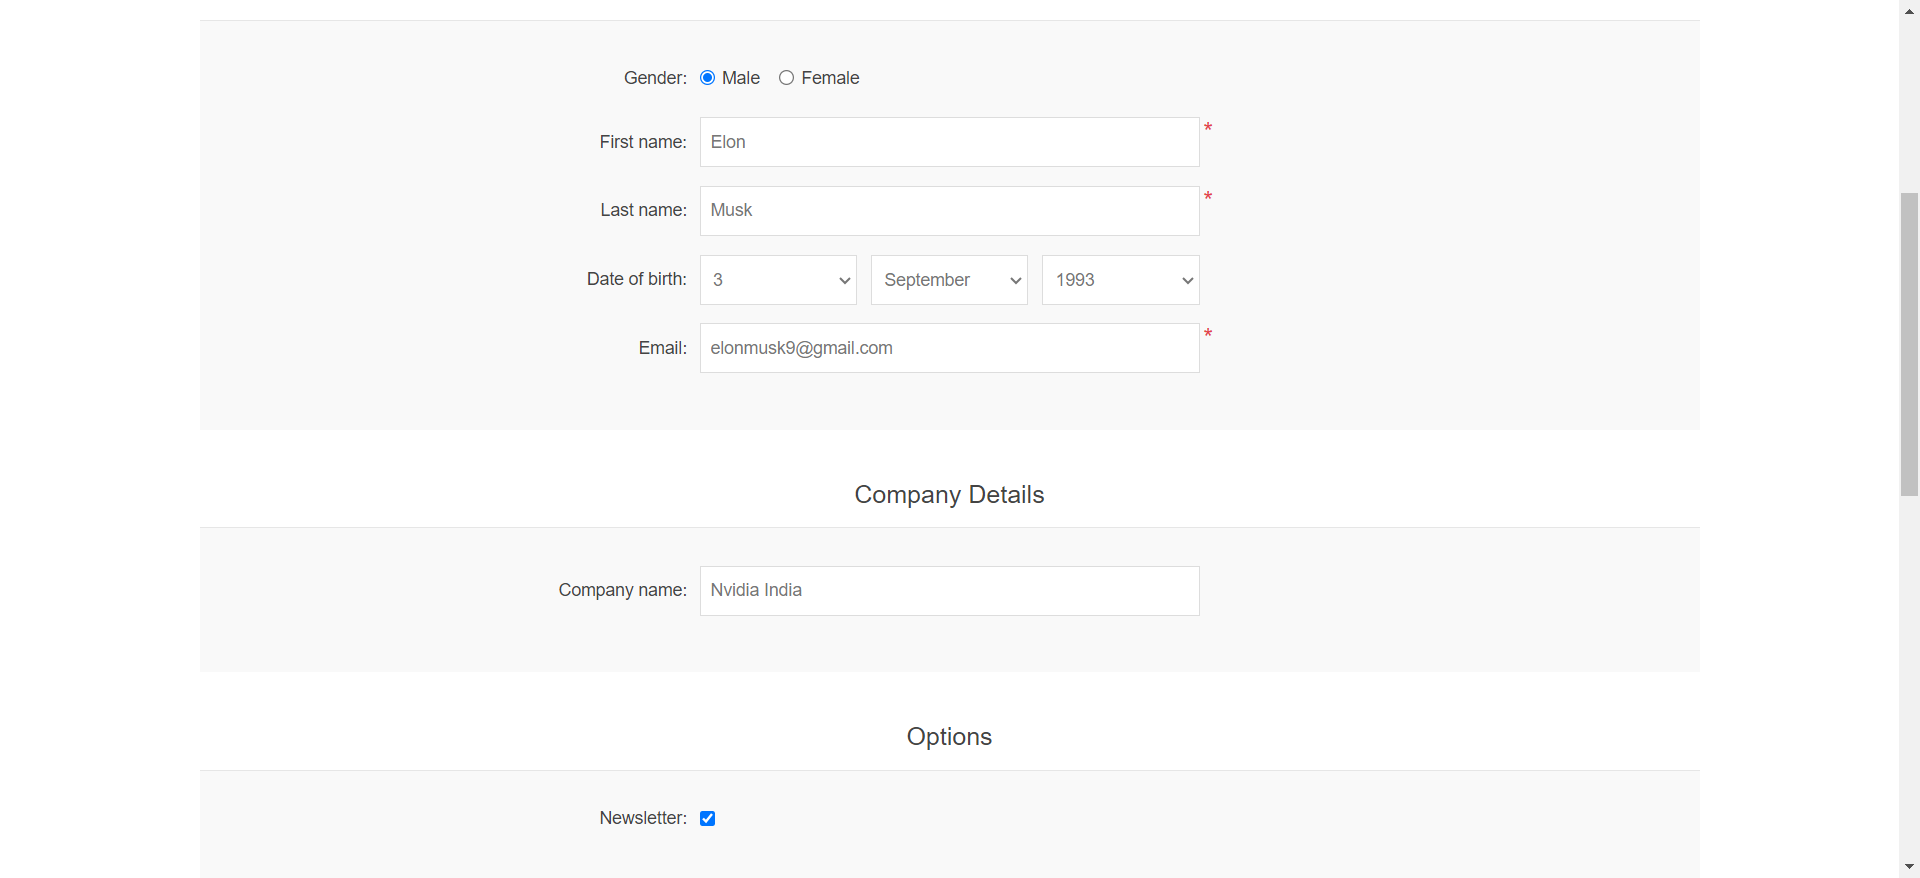 Gender: Male Female
First name: Elon *
Last name: Musk *
Date of birth: 3 September 1993
Email: elonmusk9@gmail.com *
Company Details
Company name: Nvidia India
Options
Newsletter: